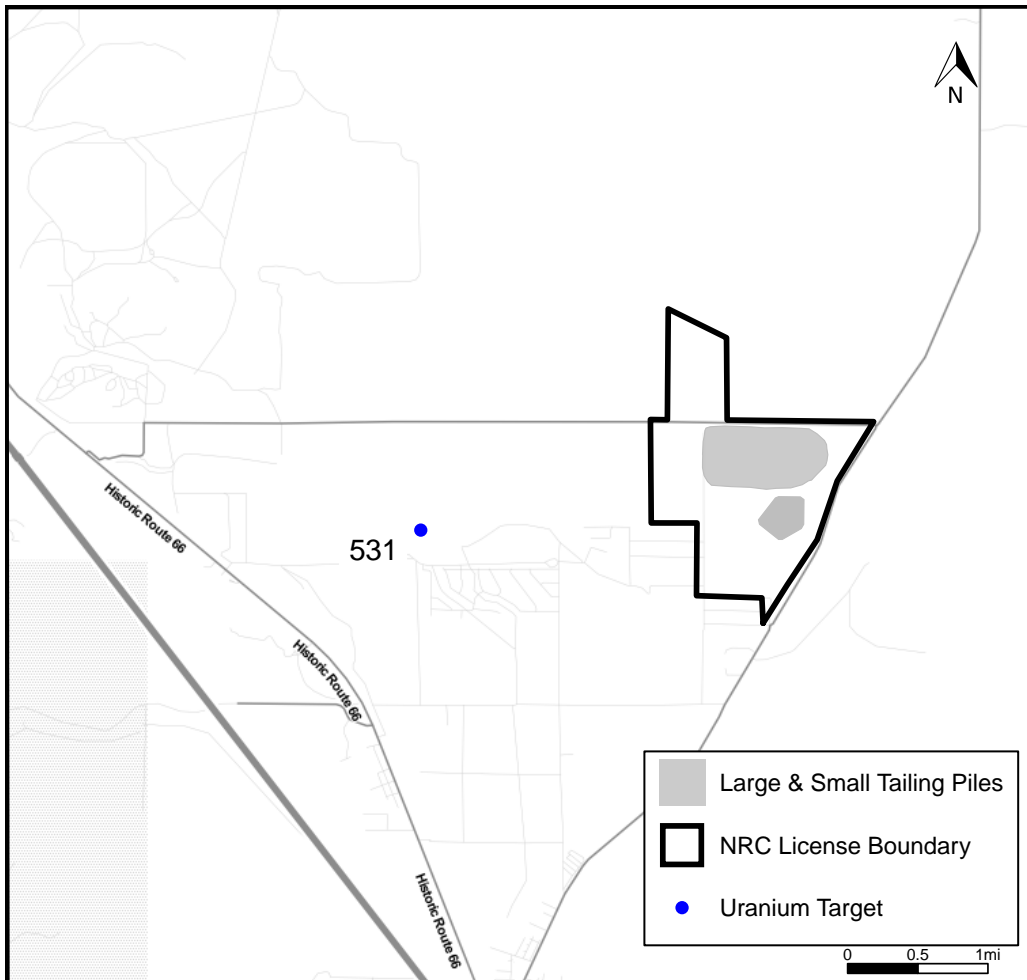 N
Historic Route 66
531
Historic Route 66
Large & Small Tailing Piles
NRC License Boundary
Historic Route 66
Uranium Target
0 0.5 1mi